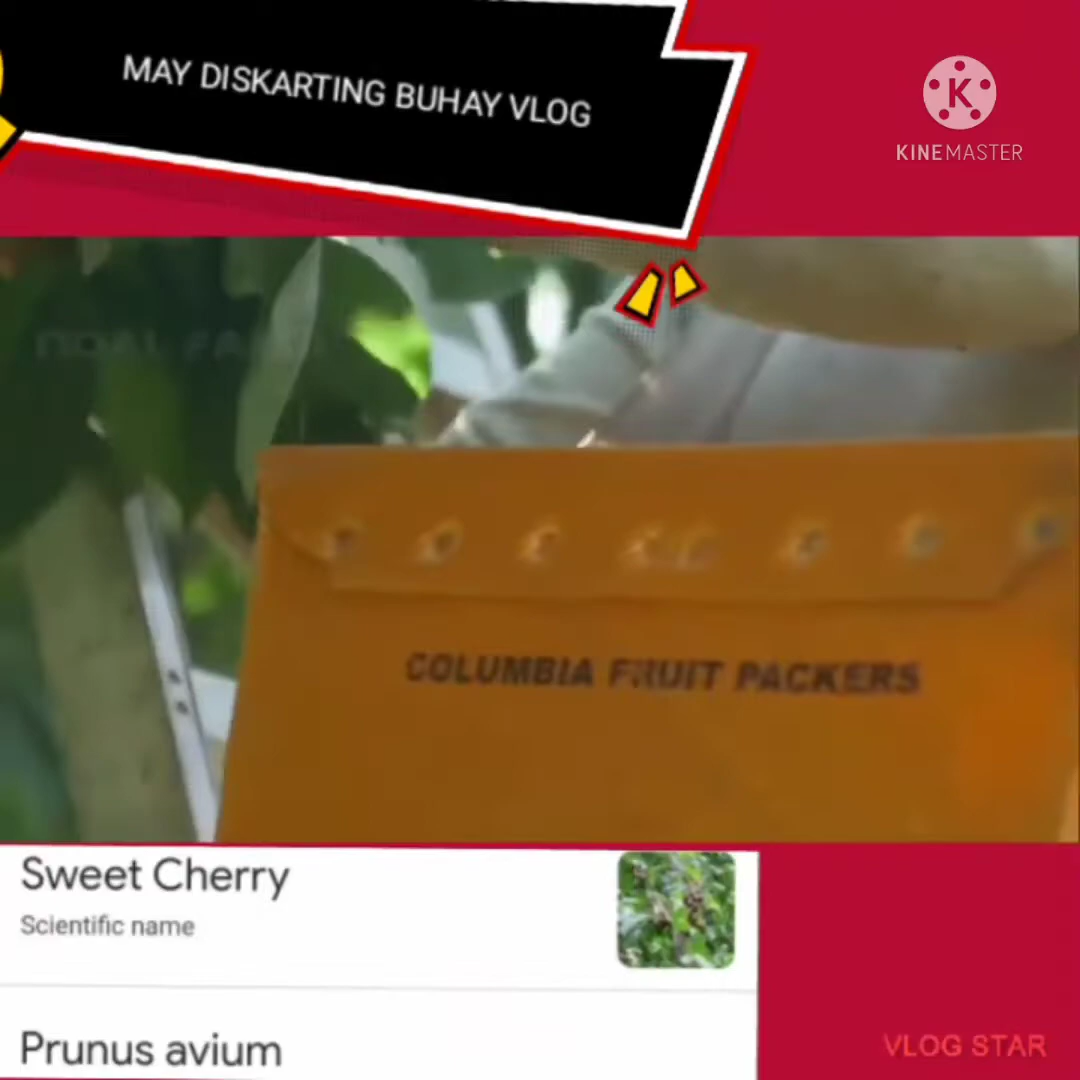 MAY DISKARTING BUHAY VLOG
KINEMASTER
COLUMBIA FRUIT PACKERS
Sweet Cherry
Scientific name
Prunus avium
VLOG STAR